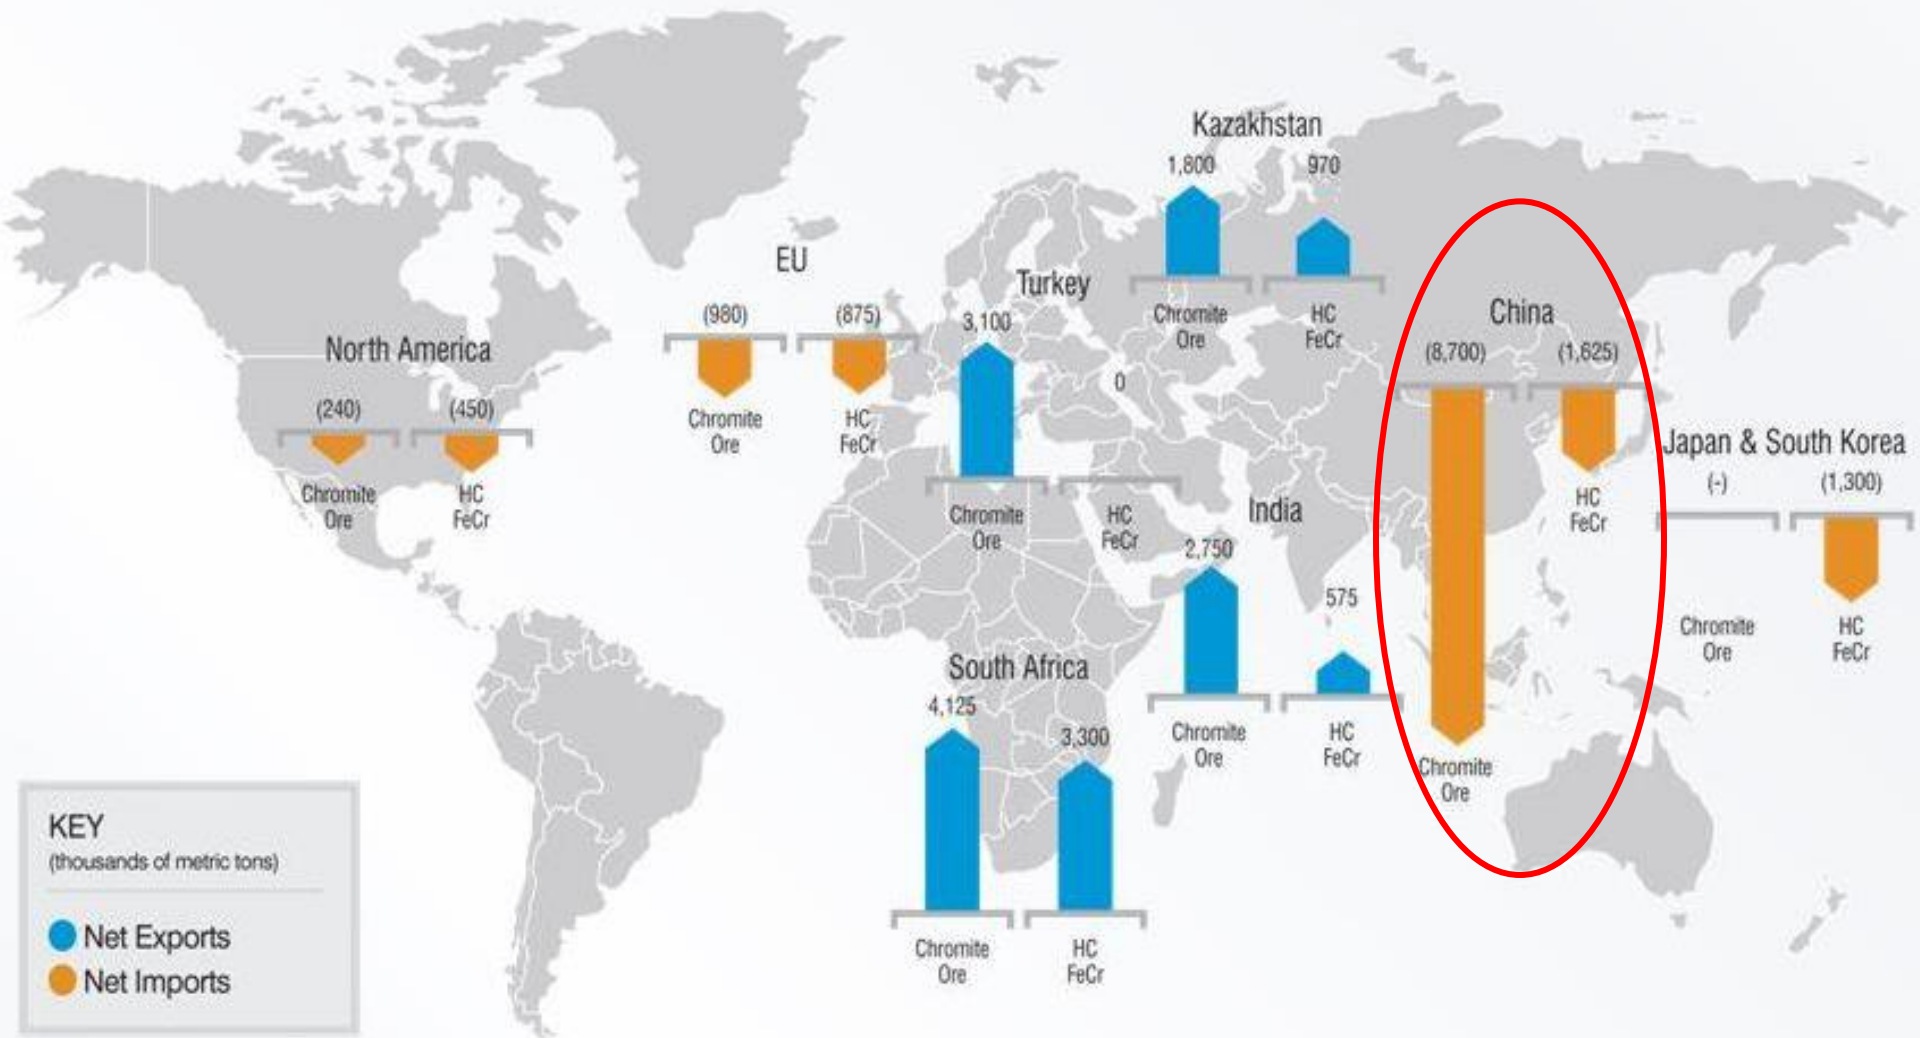 North America
(240)
(450)
Chromite
Ore
HC
FeCr
EU
(980)
(875)
Chromite
Ore
HC
FeCr
Turkey
3,100
0
Chromite
Ore
HC
FeCr
Kazakhstan
1,800
970
Chromite
Ore
HC
FeCr
South Africa
4,125
3,300
Chromite
Ore
HC
FeCr
India
2,750
575
Chromite
Ore
HC
FeCr
China
(8,700)
(1,625)
Chromite
Ore
HC
FeCr
Japan & South Korea
(-)
(1,300)
Chromite
Ore
HC
FeCr
KEY
(thousands of metric tons)
Net Exports
Net Imports